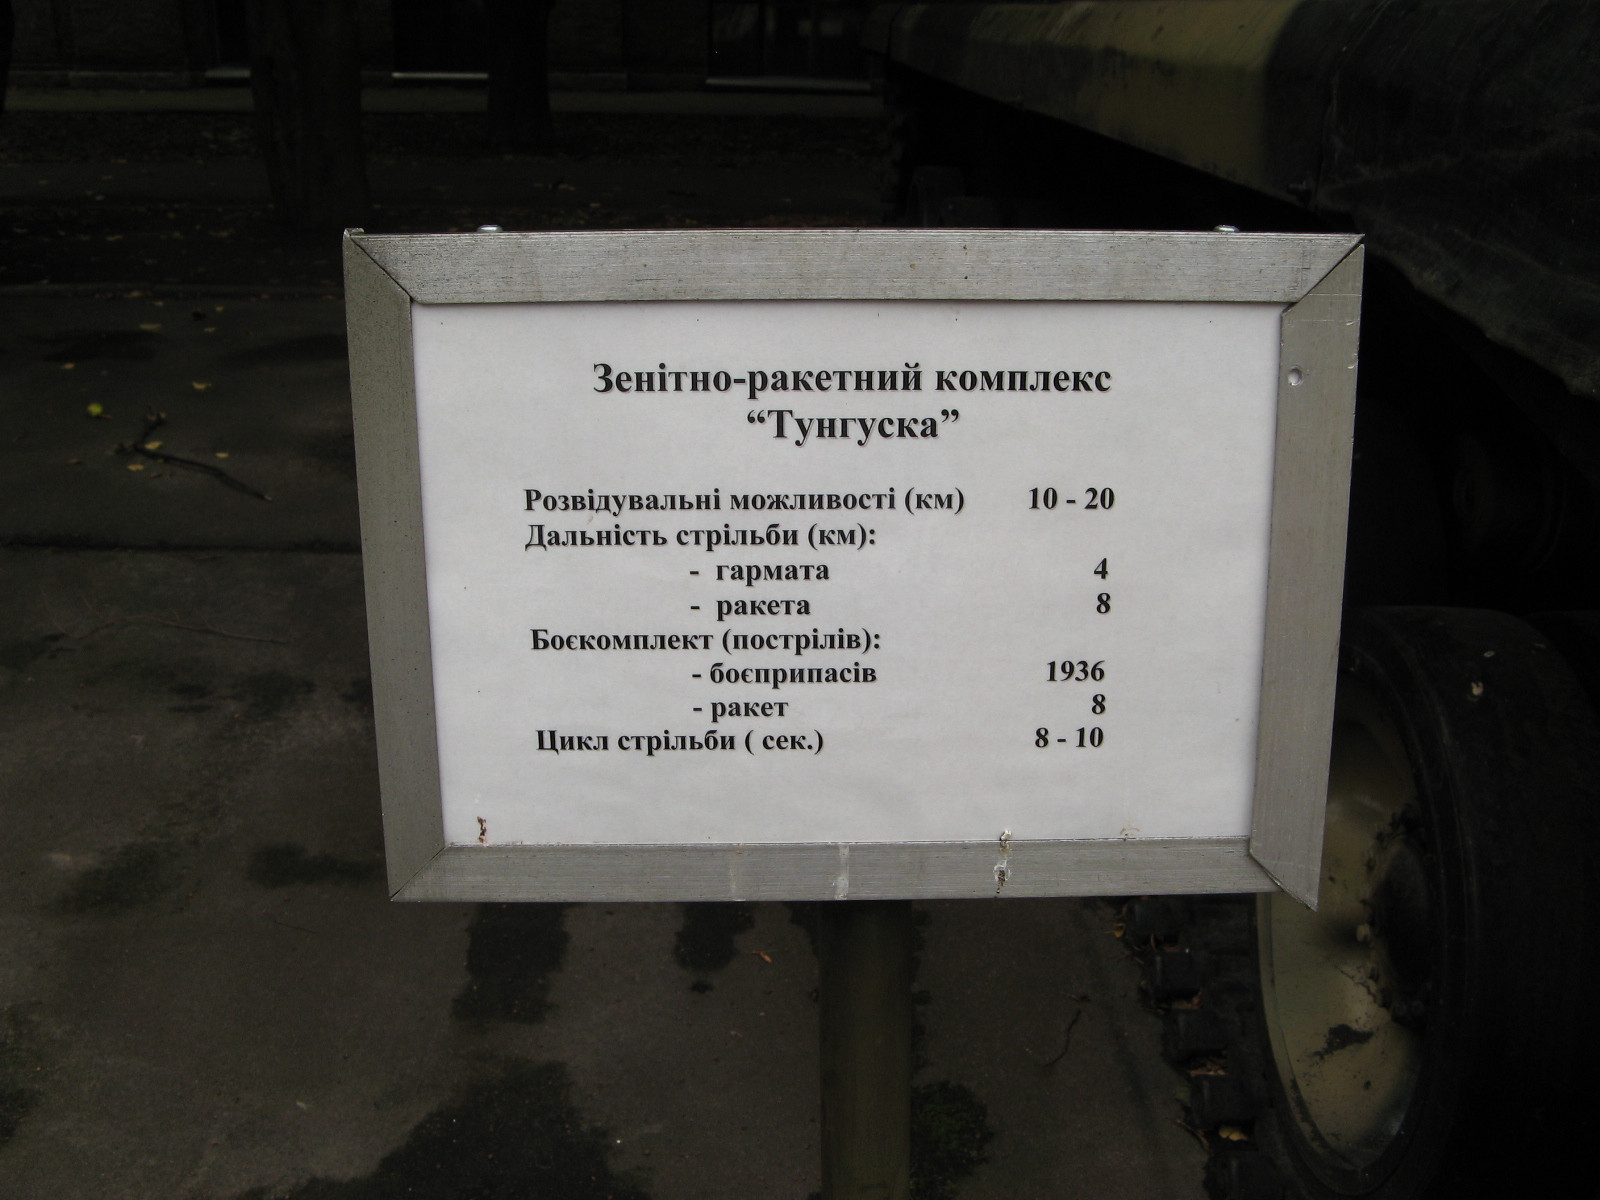 Зенітно-ракетний комплекс
“Тунгуска”
Розвідувальні можливості (км) 10 - 20
Дальність стрільби (км):
- гармата 4
- ракета 8
Боєкомплект (пострілів):
- боєприпасів 1936
- ракет 8
Цикл стрільби ( сек.) 8 - 10